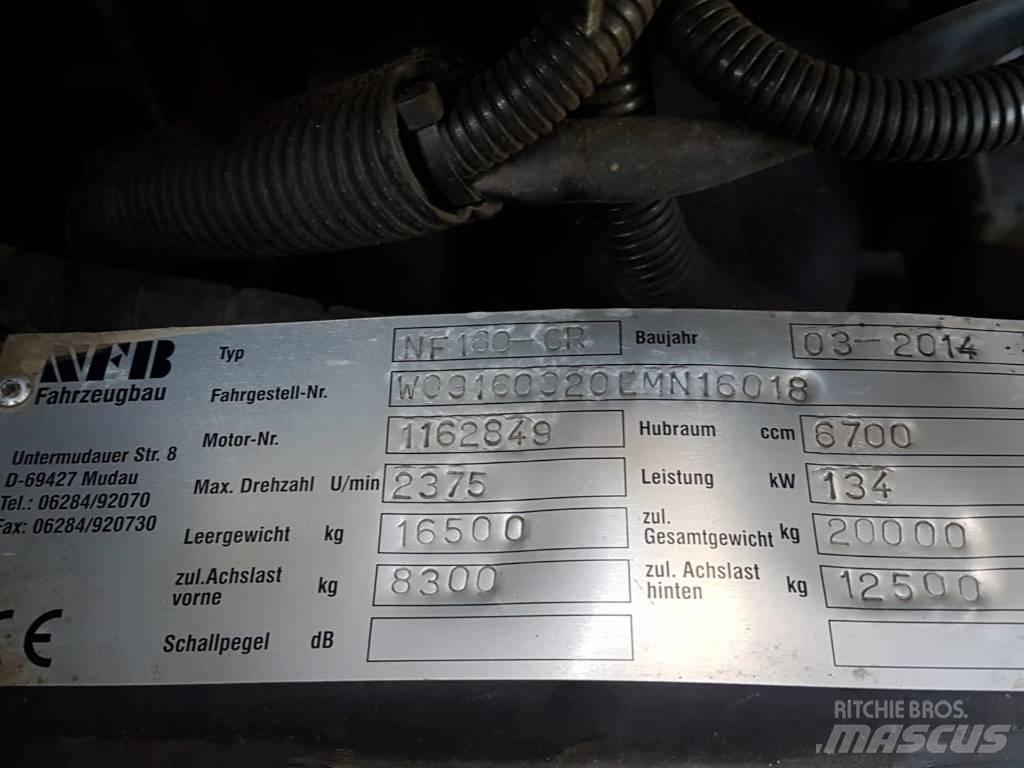 NFB
Fahrzeugbau
Untermudauer Str. 8
D-69427 Mudau
Tel.: 06284/92070
Fax: 06284/920730
CE
Typ NF160-CR Baujahr 03-2014
Fahrgestell-Nr. W09160320EMN16018
Motor-Nr. 1162849 Hubraum ccm 6700
Max. Drehzahl U/min 2375 Leistung kW 134
Leergewicht kg 16500 zul. Gesamtgewicht kg 20000
zul.Achslast vorne kg 8300 zul. Achslast hinten kg 12500
Schallpegel dB
RITCHIE BROS.
MASCUS